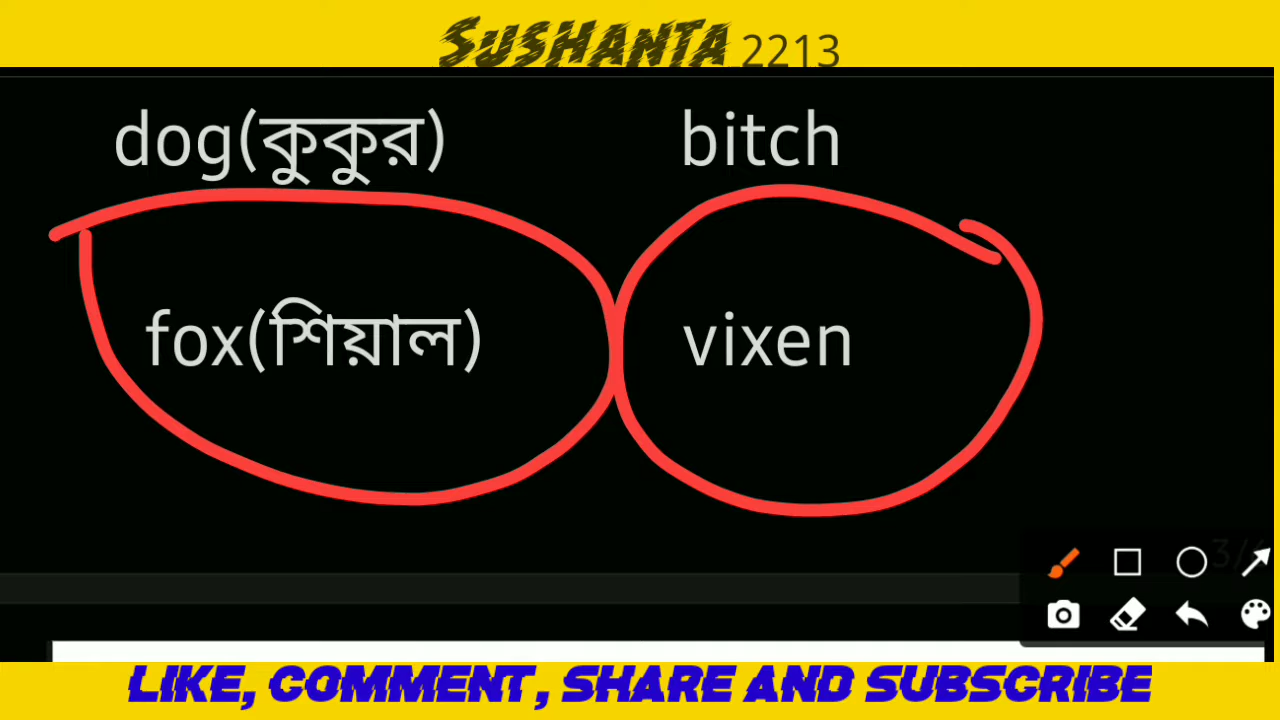 SUSHANTA 2213
dog(কুকুর) bitch
fox(শিয়াল) vixen
LIKE, COMMENT, SHARE AND SUBSCRIBE